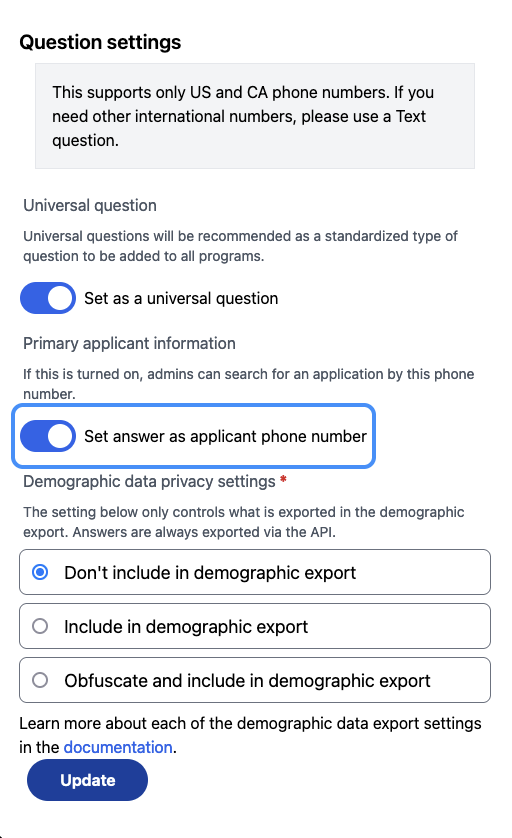 Question settings
This supports only US and CA phone numbers. If you
need other international numbers, please use a Text
question.
Universal question
Universal questions will be recommended as a standardized type of
question to be added to all programs.
Set as a universal question
Primary applicant information
If this is turned on, admins can search for an application by this phone
number.
Set answer as applicant phone number
Demographic data privacy settings *
The setting below only controls what is exported in the demographic
export. Answers are always exported via the API.
Don't include in demographic export
Include in demographic export
Obfuscate and include in demographic export
Learn more about each of the demographic data export settings
in the documentation.
Update